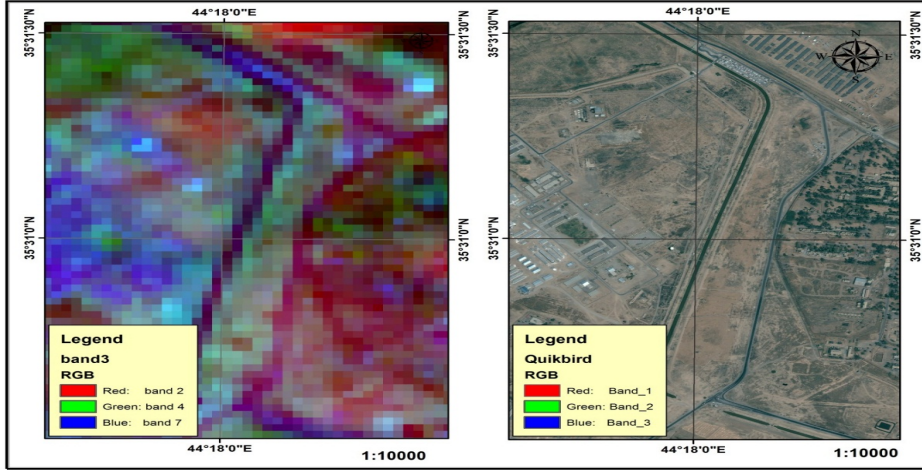 44°18'0"E
35°31'30"N
35°31'30"N
35°31'0"N
35°31'0"N
Legend
band3
RGB
Red: band 2
Green: band 4
Blue: band 7
44°18'0"E
1:10000
44°18'0"E
35°31'30"N
35°31'30"N
N
W
E
S
35°31'0"N
35°31'0"N
Legend
Quikbird
RGB
Red: Band_1
Green: Band_2
Blue: Band_3
44°18'0"E
1:10000